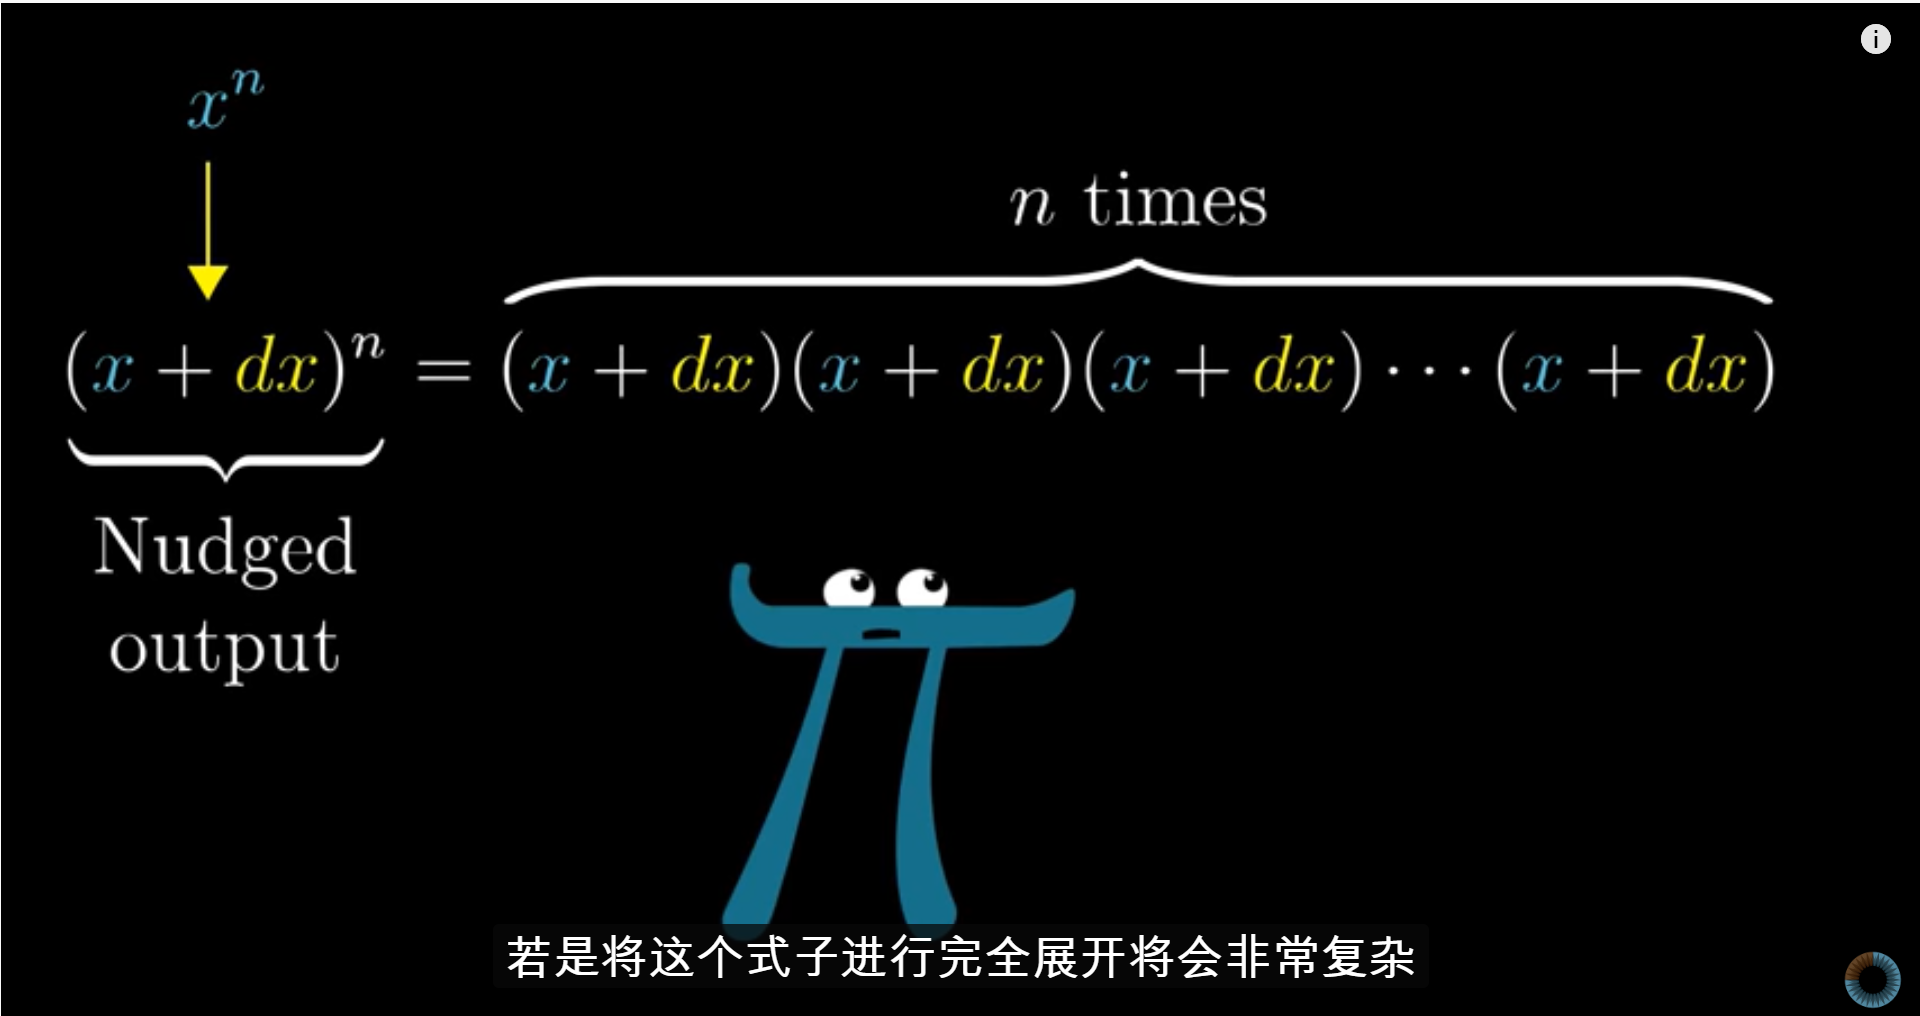 xⁿ
n times
(x + dx)ⁿ = (x + dx)(x + dx)(x + dx) ··· (x + dx)
Nudged
output
若是将这个式子进行完全展开将会非常复杂
i